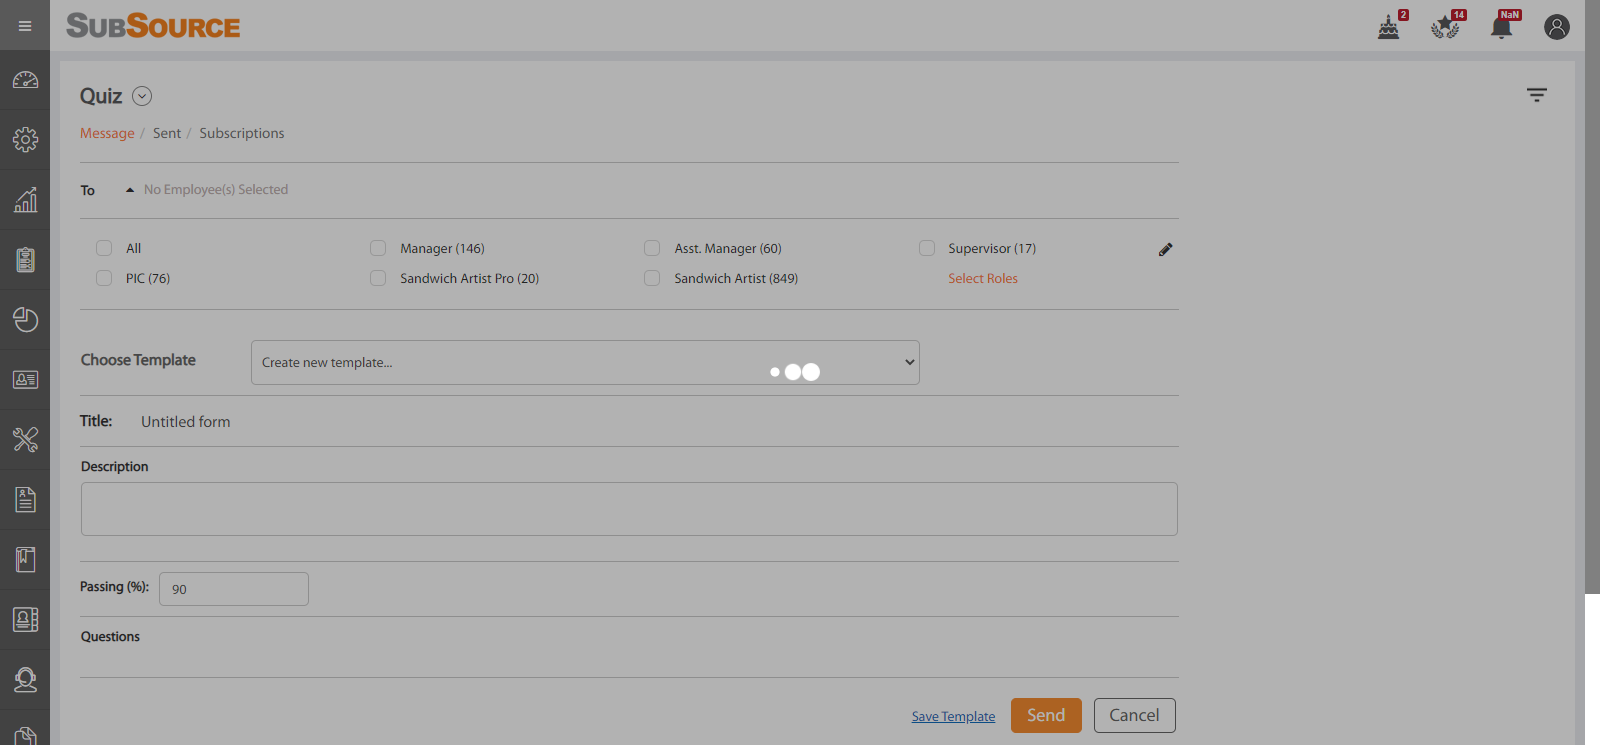 SUBSOURCE
2
14
NaN
Quiz
Message / Sent / Subscriptions
To No Employee(s) Selected
All Manager (146) Asst. Manager (60) Supervisor (17)
PIC (76) Sandwich Artist Pro (20) Sandwich Artist (849) Select Roles
Choose Template Create new template...
Title: Untitled form
Description
Passing (%): 90
Questions
Save Template Send Cancel